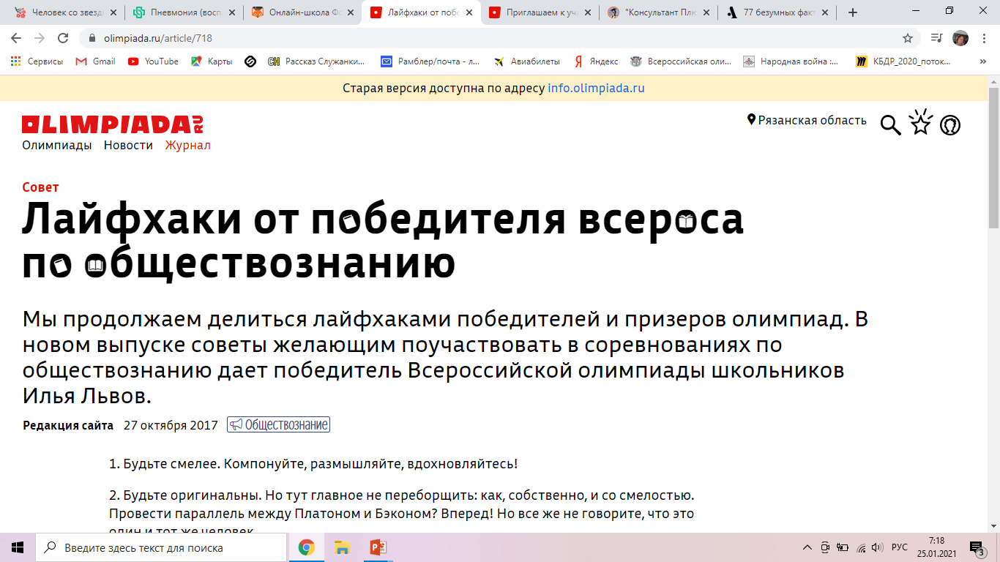 Человек со звезд
Пневмония (восп
Онлайн-школа Фо
Лайфхаки от побе
Приглашаем к уча
"Консультант Плю
77 безумных факт
olimpiada.ru/article/718
Сервисы
Gmail
YouTube
Карты
Рассказ Служанки...
Рамблер/почта - л...
Авиабилеты
Яндекс
Всероссийская оли...
Народная война :...
КБДР_2020_поток...
Старая версия доступна по адресу info.olimpiada.ru
OLIMPIADA.RU
Рязанская область
Олимпиады Новости Журнал
Совет
Лайфхаки от победителя всероса
по обществознанию
Мы продолжаем делиться лайфхаками победителей и призеров олимпиад. В
новом выпуске советы желающим поучаствовать в соревнованиях по
обществознанию дает победитель Всероссийской олимпиады школьников
Илья Львов.
Редакция сайта 27 октября 2017 Обществознание
1. Будьте смелее. Компонуйте, размышляйте, вдохновляйтесь!
2. Будьте оригинальны. Но тут главное не переборщить: как, собственно, и со смелостью.
Провести параллель между Платоном и Бэконом? Вперед! Но все же не говорите, что это
один и тот же человек
Введите здесь текст для поиска
РУС
7:18
25.01.2021
3